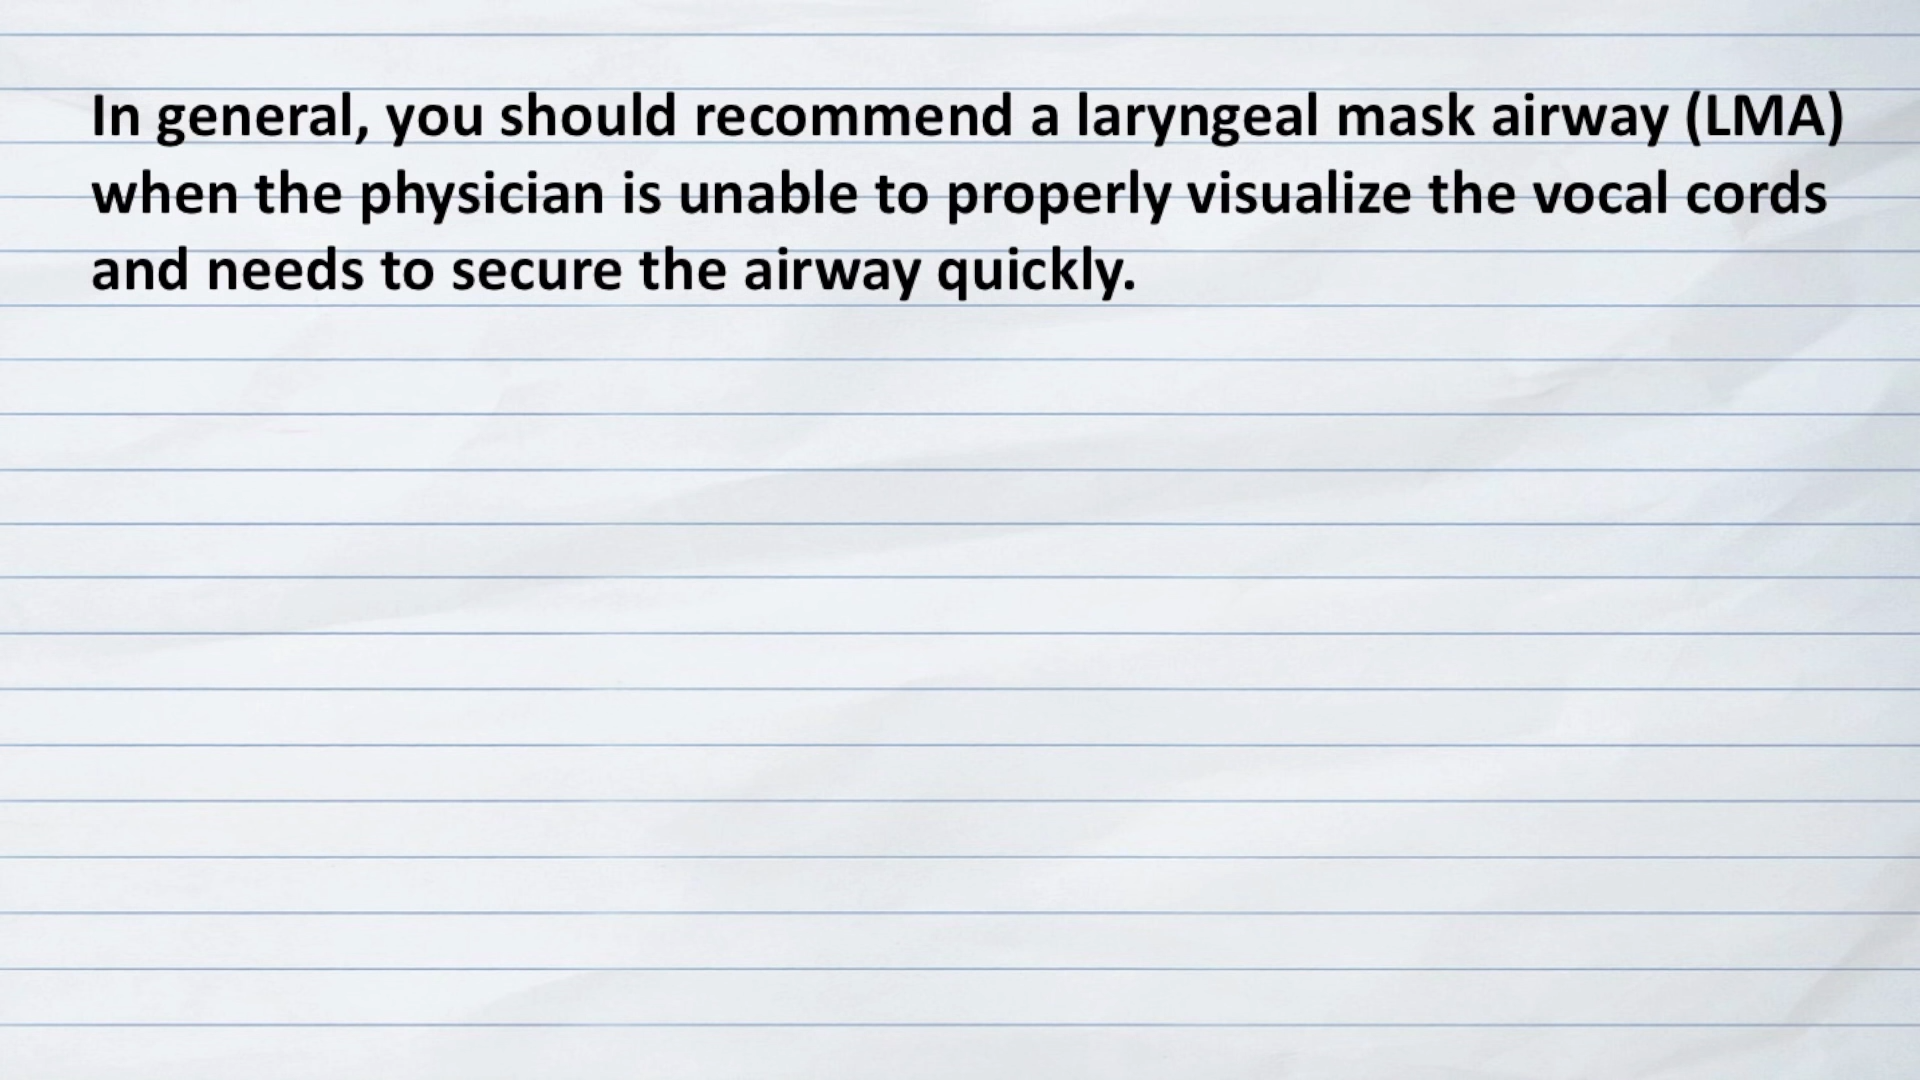 In general, you should recommend a laryngeal mask airway (LMA)
when the physician is unable to properly visualize the vocal cords
and needs to secure the airway quickly.